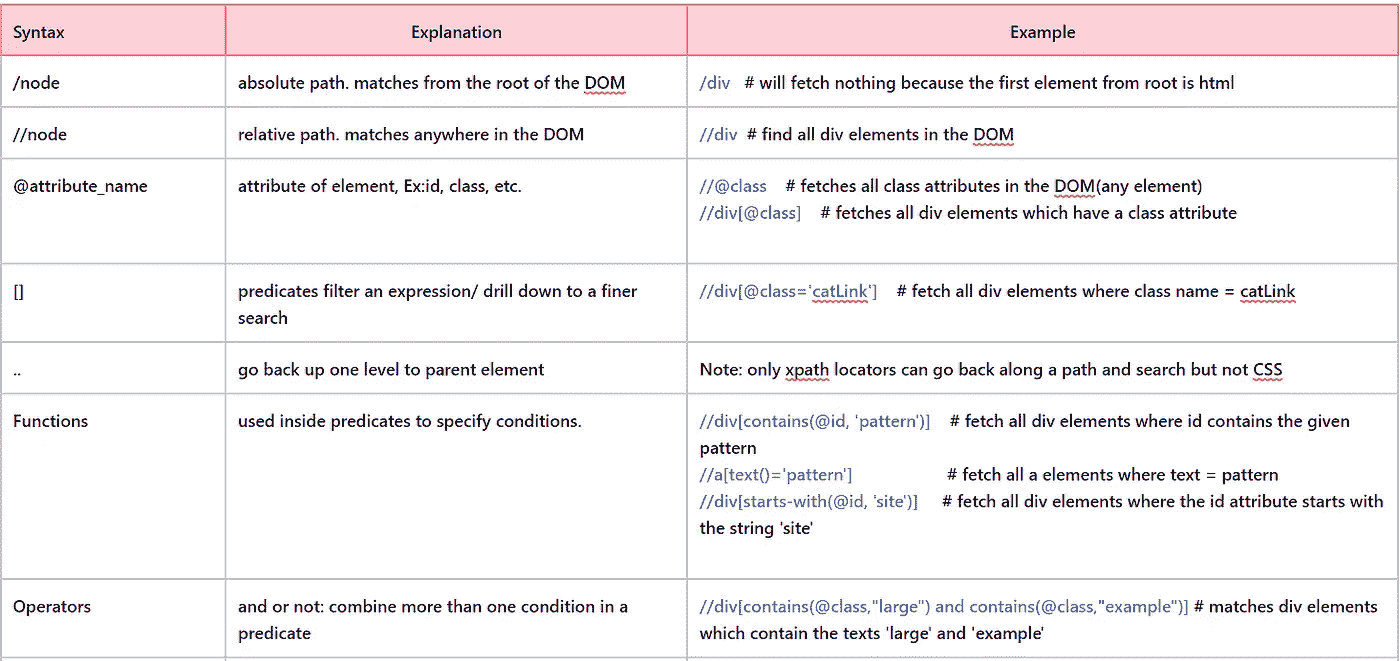 Syntax Explanation Example
/node absolute path. matches from the root of the DOM /div # will fetch nothing because the first element from root is html
//node relative path. matches anywhere in the DOM //div # find all div elements in the DOM
@attribute_name attribute of element, Ex:id, class, etc. //@class # fetches all class attributes in the DOM(any element)
//div[@class] # fetches all div elements which have a class attribute
[] predicates filter an expression/ drill down to a finer //div[@class='catLink'] # fetch all div elements where class name = catLink
search
.. go back up one level to parent element Note: only xpath locators can go back along a path and search but not CSS
Functions used inside predicates to specify conditions. //div[contains(@id, 'pattern')] # fetch all div elements where id contains the given
pattern
//a[text()='pattern'] # fetch all a elements where text = pattern
//div[starts-with(@id, 'site')] # fetch all div elements where the id attribute starts with
the string 'site'
Operators and or not: combine more than one condition in a //div[contains(@class,"large") and contains(@class,"example")] # matches div elements
predicate which contain the texts 'large' and 'example'